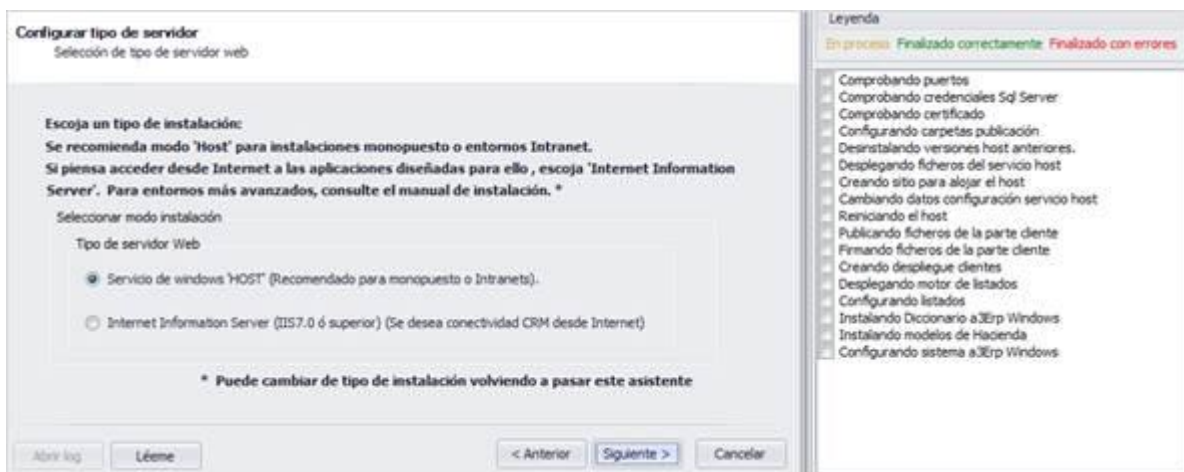 Configurar tipo de servidor
Selección de tipo de servidor web
Escoja un tipo de instalación:
Se recomienda modo 'Host' para instalaciones monopuesto o entornos Intranet.
Si piensa acceder desde Internet a las aplicaciones diseñadas para ello , escoja 'Internet Information
Server'. Para entornos más avanzados, consulte el manual de instalación. *
Seleccionar modo instalación
Tipo de servidor Web
Servicio de windows 'HOST' (Recomendado para monopuesto o Intranets).
Internet Information Server (IIS7.0 ó superior) (Se desea conectividad CRM desde Internet)
* Puede cambiar de tipo de instalación volviendo a pasar este asistente
Abrir log
Léeme
< Anterior
Siguiente >
Cancelar
Leyenda
En proceso Finalizado correctamente Finalizado con errores
Comprobando puertos
Comprobando credenciales Sql Server
Comprobando certificado
Configurando carpetas publicación
Desinstalando versiones host anteriores.
Desplegando ficheros del servicio host
Creando sitio para alojar el host
Cambiando datos configuración servicio host
Reiniciando el host
Publicando ficheros de la parte cliente
Firmando ficheros de la parte cliente
Creando despliegue clientes
Desplegando motor de listados
Configurando listados
Instalando Diccionario a3Erp Windows
Instalando modelos de Hacienda
Configurando sistema a3Erp Windows